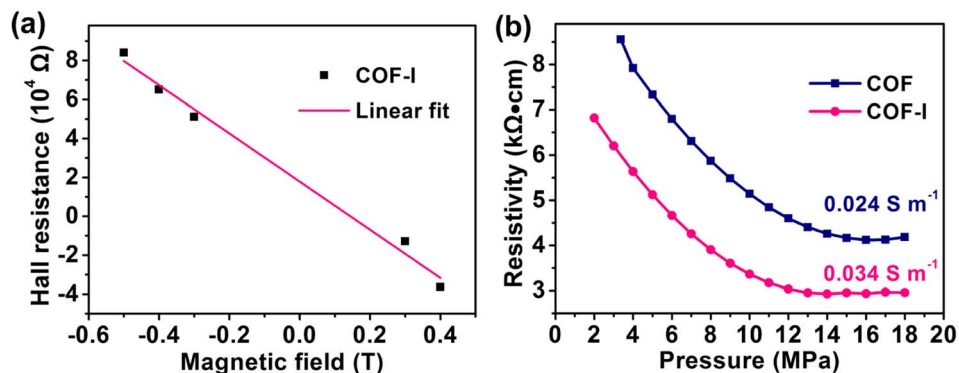 (a)
Hall resistance (10⁴ Ω)
8
6
4
2
0
-2
-4
COF-I
Linear fit
-0.6 -0.4 -0.2 0.0 0.2 0.4 0.6
Magnetic field (T)
(b)
Resistivity (kΩ•cm)
8
7
6
5
4
3
COF
COF-I
0.024 S m⁻¹
0.034 S m⁻¹
0 2 4 6 8 10 12 14 16 18 20
Pressure (MPa)